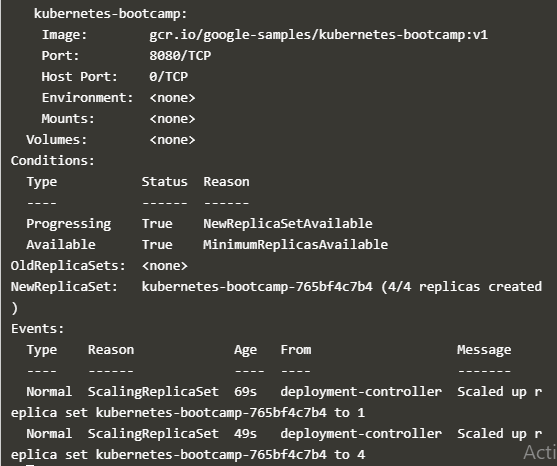 kubernetes-bootcamp:
Image: gcr.io/google-samples/kubernetes-bootcamp:v1
Port: 8080/TCP
Host Port: 0/TCP
Environment: <none>
Mounts: <none>
Volumes: <none>
Conditions:
Type Status Reason
---- ------ ------
Progressing True NewReplicaSetAvailable
Available True MinimumReplicasAvailable
OldReplicaSets: <none>
NewReplicaSet: kubernetes-bootcamp-765bf4c7b4 (4/4 replicas created
)
Events:
Type Reason Age From Message
---- ------ ---- ---- -------
Normal ScalingReplicaSet 69s deployment-controller Scaled up r
eplica set kubernetes-bootcamp-765bf4c7b4 to 1
Normal ScalingReplicaSet 49s deployment-controller Scaled up r
eplica set kubernetes-bootcamp-765bf4c7b4 to 4
Acti